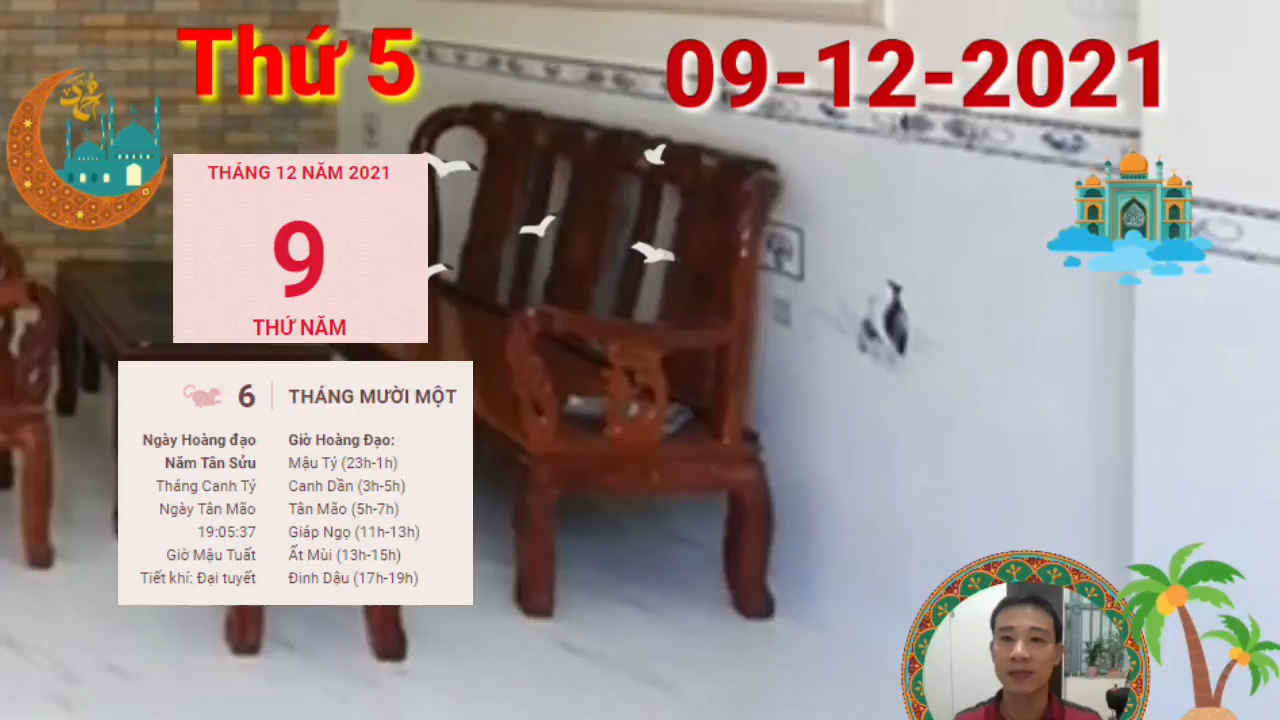 Thứ 5
09-12-2021
THÁNG 12 NĂM 2021
9
THỨ NĂM
6
THÁNG MƯỜI MỘT
Ngày Hoàng đạo
Năm Tân Sửu
Tháng Canh Tý
Ngày Tân Mão
19:05:37
Giờ Mậu Tuất
Tiết khí: Đại tuyết
Giờ Hoàng Đạo:
Mậu Tý (23h-1h)
Canh Dần (3h-5h)
Tân Mão (5h-7h)
Giáp Ngọ (11h-13h)
Ất Mùi (13h-15h)
Đinh Dậu (17h-19h)